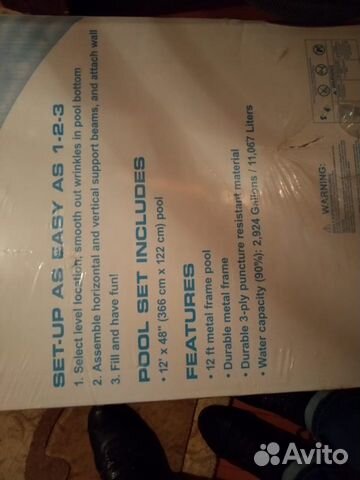 SET-UP AS EASY AS 1-2-3
1. Select level location, smooth out wrinkles in pool bottom
2. Assemble horizontal and vertical support beams, and attach wall
3. Fill and have fun!
POOL SET INCLUDES
• 12' x 48" (366 cm x 122 cm) pool
FEATURES
• 12 ft metal frame pool
• Durable metal frame
• Durable 3-ply puncture resistant material
• Water capacity (90%): 2,924 Gallons / 11,067 Liters
WARNING:
Avito